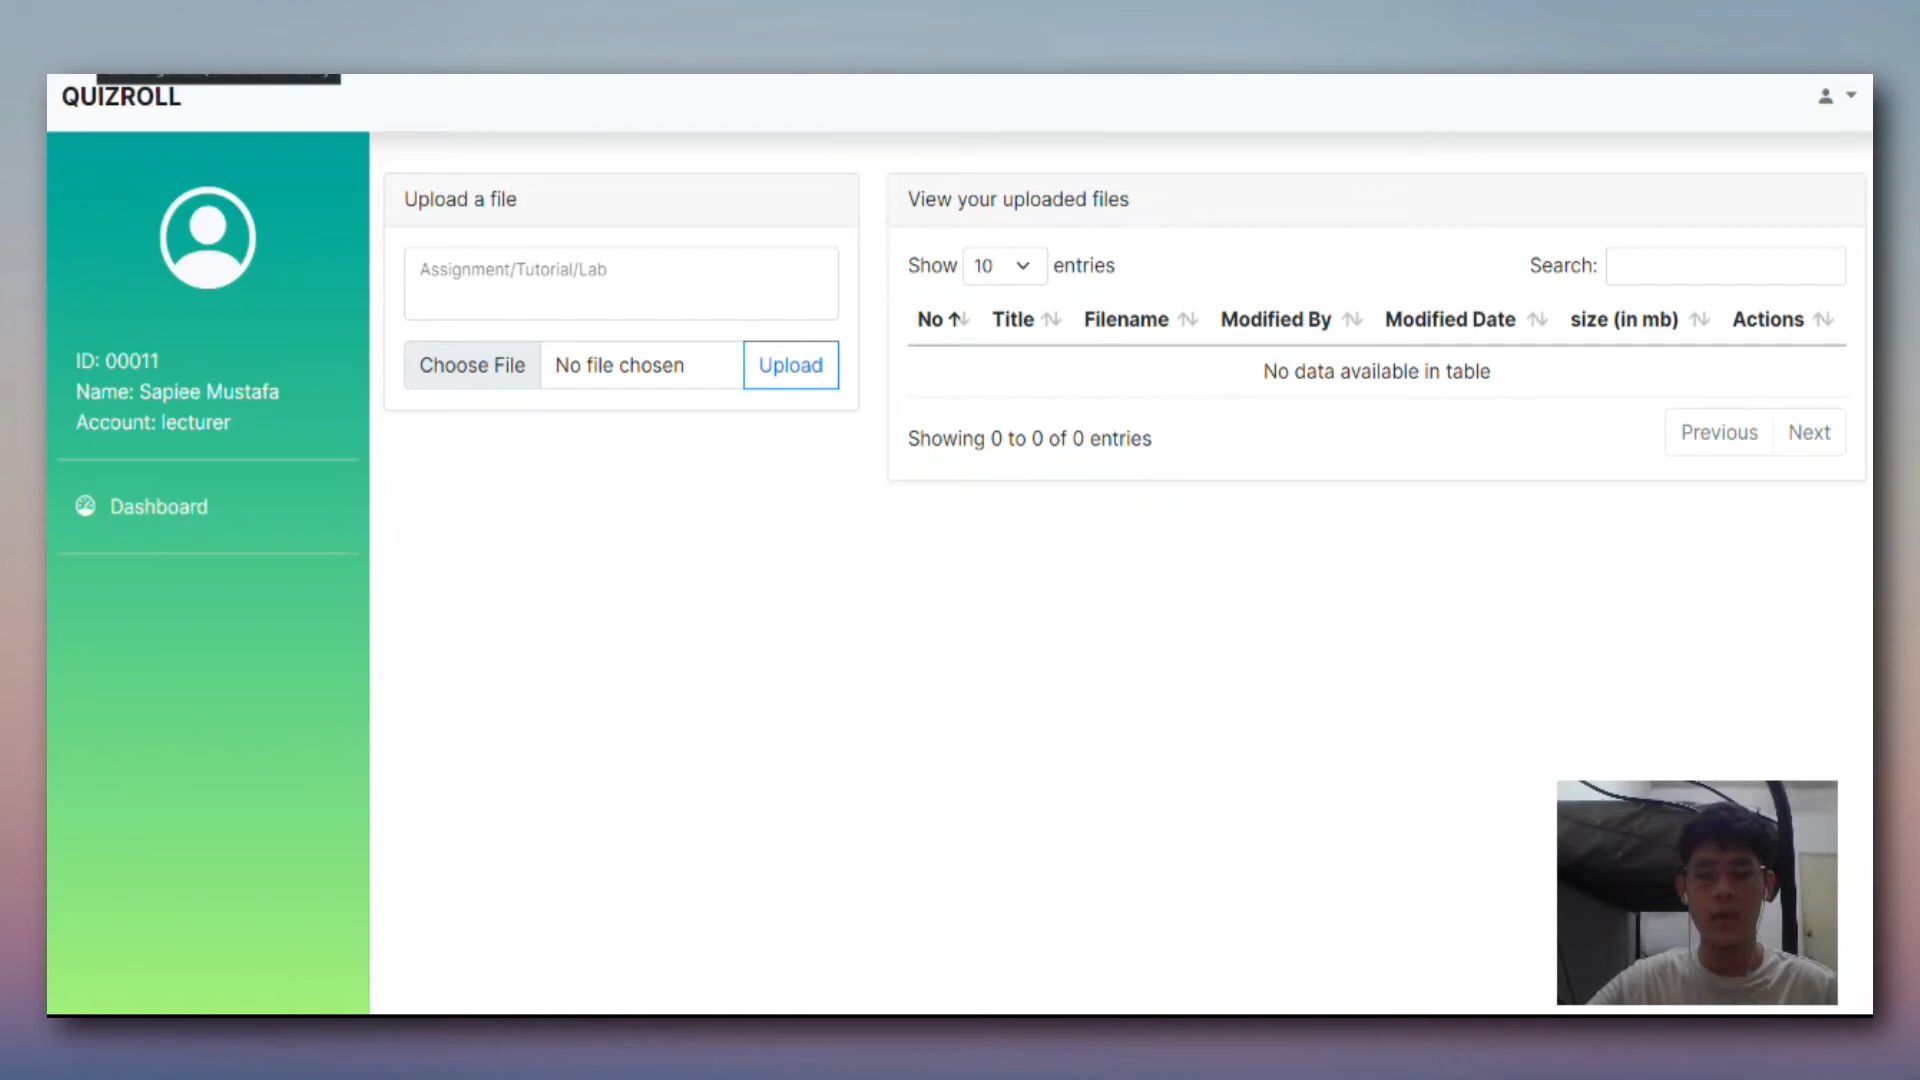 QUIZROLL
ID: 00011
Name: Sapiee Mustafa
Account: lecturer
Dashboard
Upload a file
Assignment/Tutorial/Lab
Choose File No file chosen Upload
View your uploaded files
Show 10 entries Search:
No Title Filename Modified By Modified Date size (in mb) Actions
No data available in table
Showing 0 to 0 of 0 entries
Previous Next